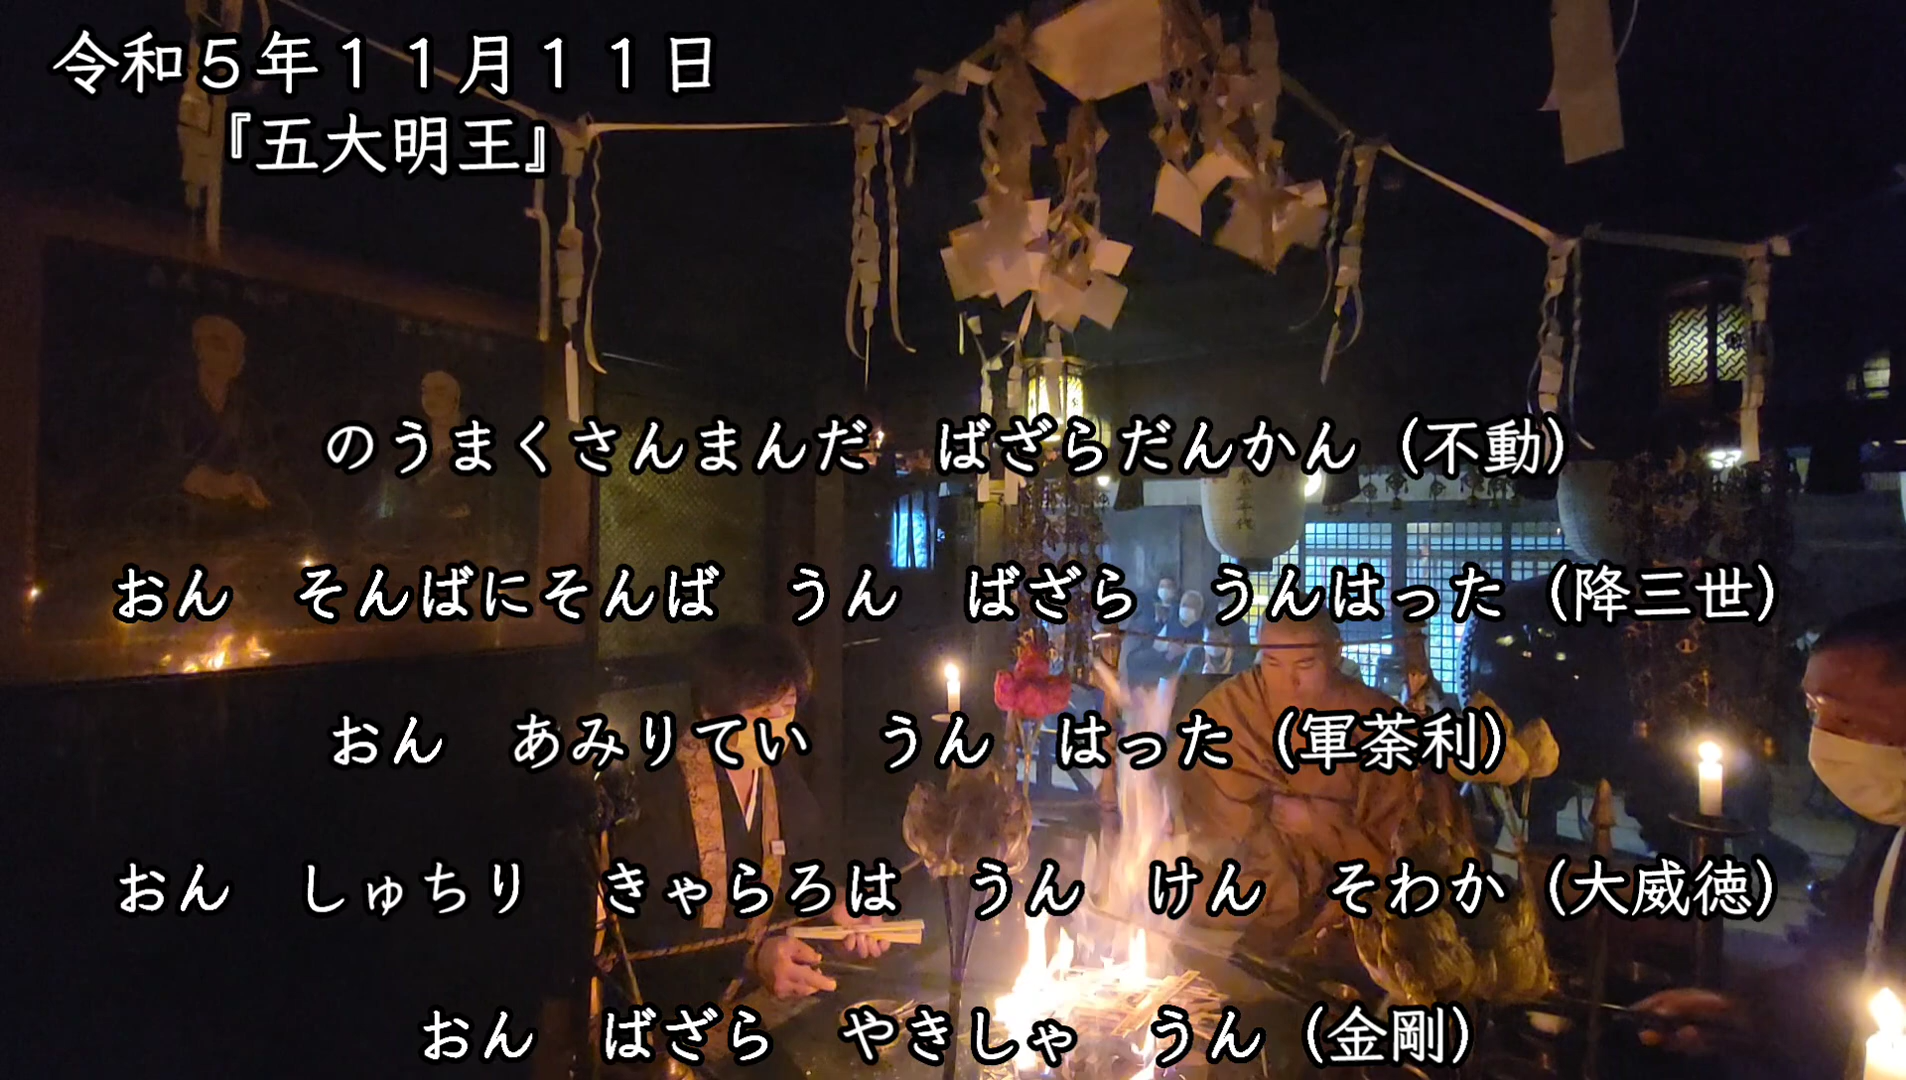 令和５年１１月１１日
『五大明王』
のうまくさんまんだ　ばざらだんかん（不動）
おん　そんばにそんば　うん　ばざら　うんはった（降三世）
おん　あみりてい　うん　はった（軍荼利）
おん　しゅちり　きゃらろは　うん　けん　そわか（大威徳）
おん　ばざら　やきしゃ　うん（金剛）